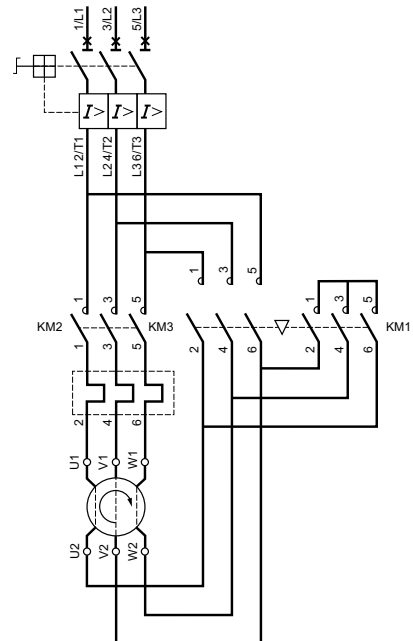 1/L1
3/L2
5/L3
I> I> I>
L1 2/T1
L2 4/T2
L3 6/T3
1 3 5
1 3 5
1 3 5
KM2
KM3
KM1
1 3 5
2 4 6
2 4 6
2 4 6
U1
V1
W1
U2
V2
W2